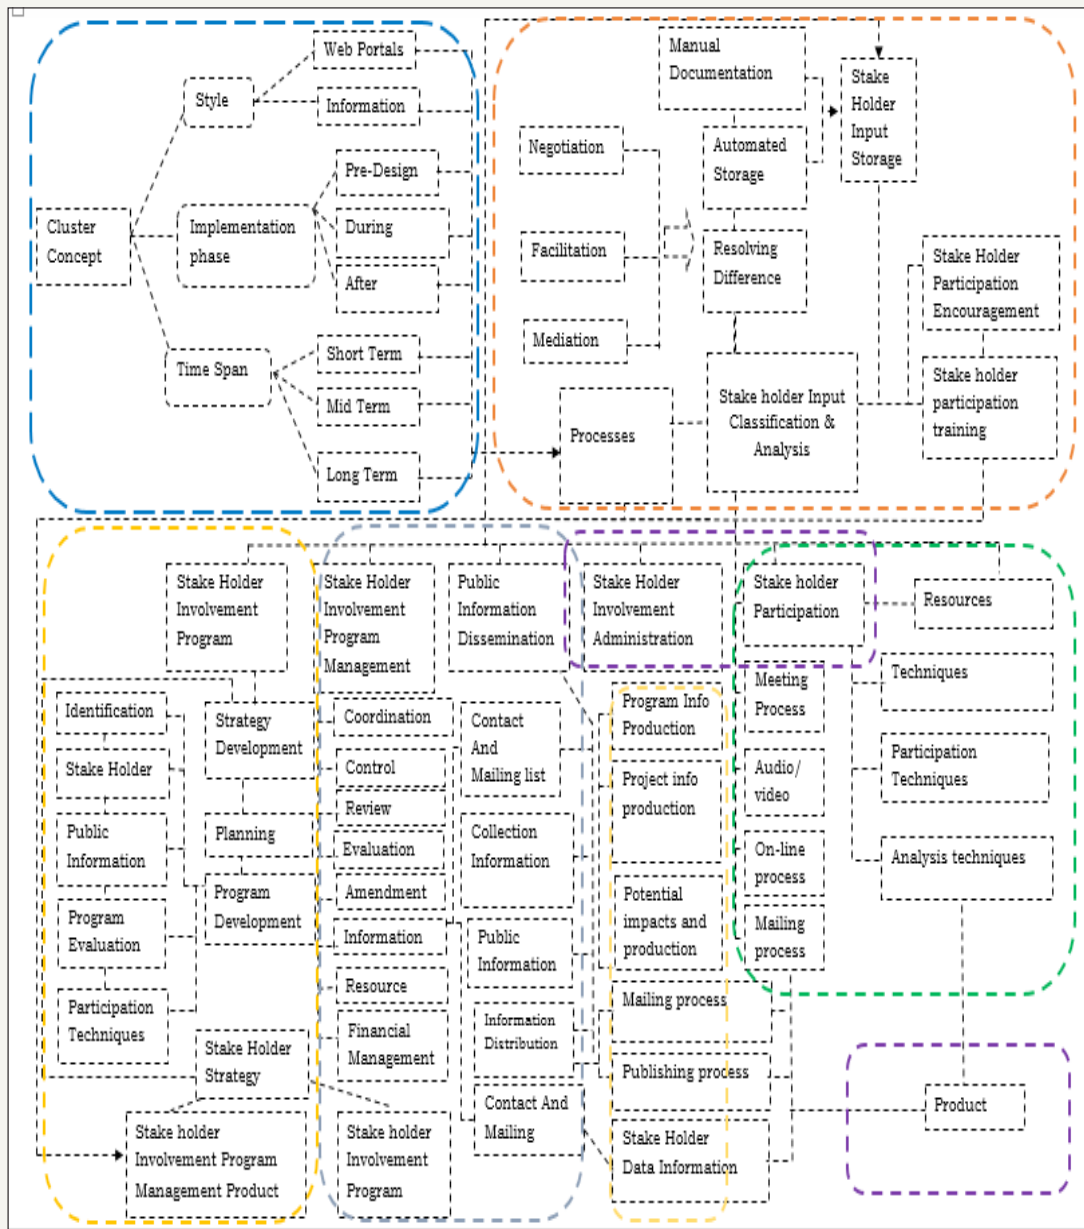 Web Portals
Style
Information
Pre-Design
Cluster
Concept
Implementation
phase
During
After
Time Span
Short Term
Mid Term
Long Term
Manual
Documentation
Stake
Holder
Input
Storage
Negotiation
Automated
Storage
Facilitation
Resolving
Difference
Stake Holder
Participation
Encouragement
Mediation
Stake holder Input
Classification &
Analysis
Stake holder
participation
training
Processes
Stake Holder
Involvement
Program
Stake Holder
Involvement
Program
Management
Public
Information
Dissemination
Stake Holder
Involvement
Administration
Stake holder
Participation
Resources
Identification
Stake Holder
Public
Information
Program
Evaluation
Participation
Techniques
Strategy
Development
Planning
Program
Development
Stake Holder
Strategy
Stake holder
Involvement Program
Management Product
Coordination
Control
Review
Evaluation
Amendment
Information
Resource
Financial
Management
Stake holder
Involvement
Program
Contact
And
Mailing list
Collection
Information
Public
Information
Information
Distribution
Contact And
Mailing
Program Info
Production
Project info
production
Potential
impacts and
production
Mailing process
Publishing process
Stake Holder
Data Information
Meeting
Process
Audio/
video
On-line
process
Mailing
process
Techniques
Participation
Techniques
Analysis techniques
Product